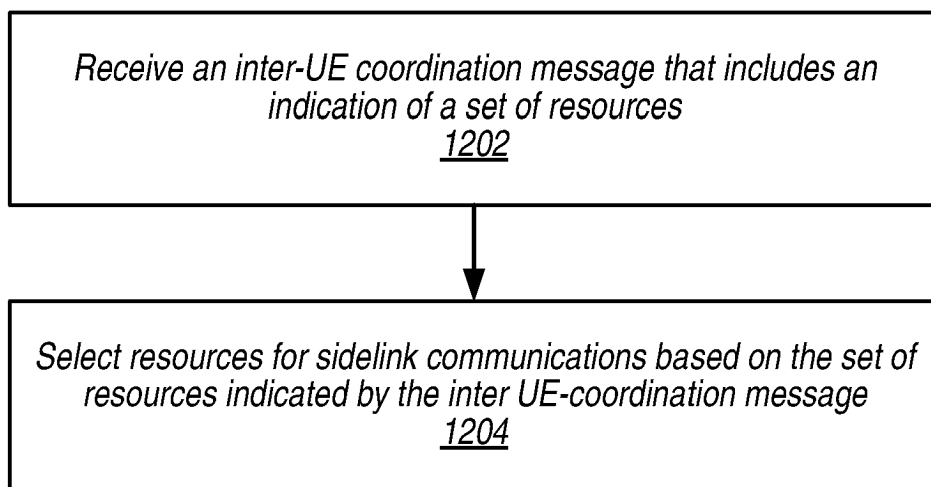 Receive an inter-UE coordination message that includes an
indication of a set of resources
1202
Select resources for sidelink communications based on the set of
resources indicated by the inter UE-coordination message
1204